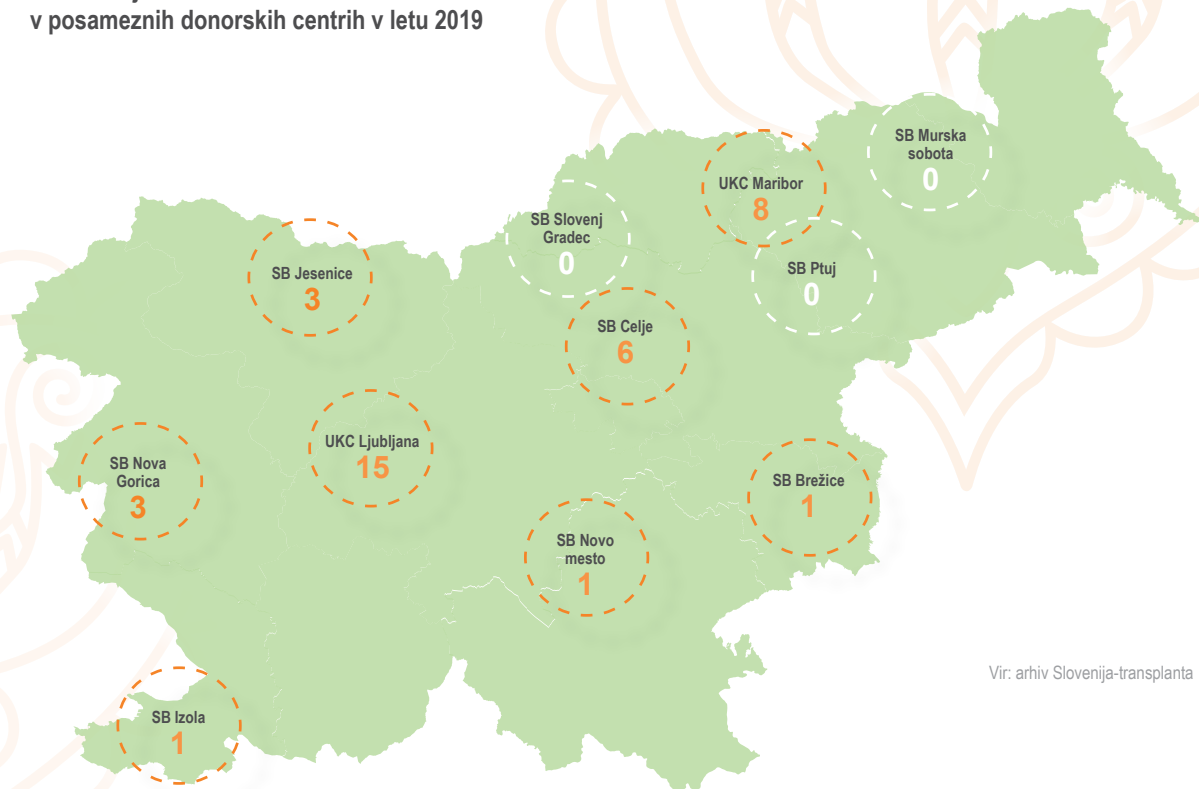 v posameznih donorskih centrih v letu 2019
SB Murska
sobota
0
UKC Maribor
8
SB Slovenj
Gradec
0
SB Ptuj
0
SB Jesenice
3
SB Celje
6
UKC Ljubljana
15
SB Nova
Gorica
3
SB Brežice
1
SB Novo
mesto
1
Vir: arhiv Slovenija-transplanta
SB Izola
1